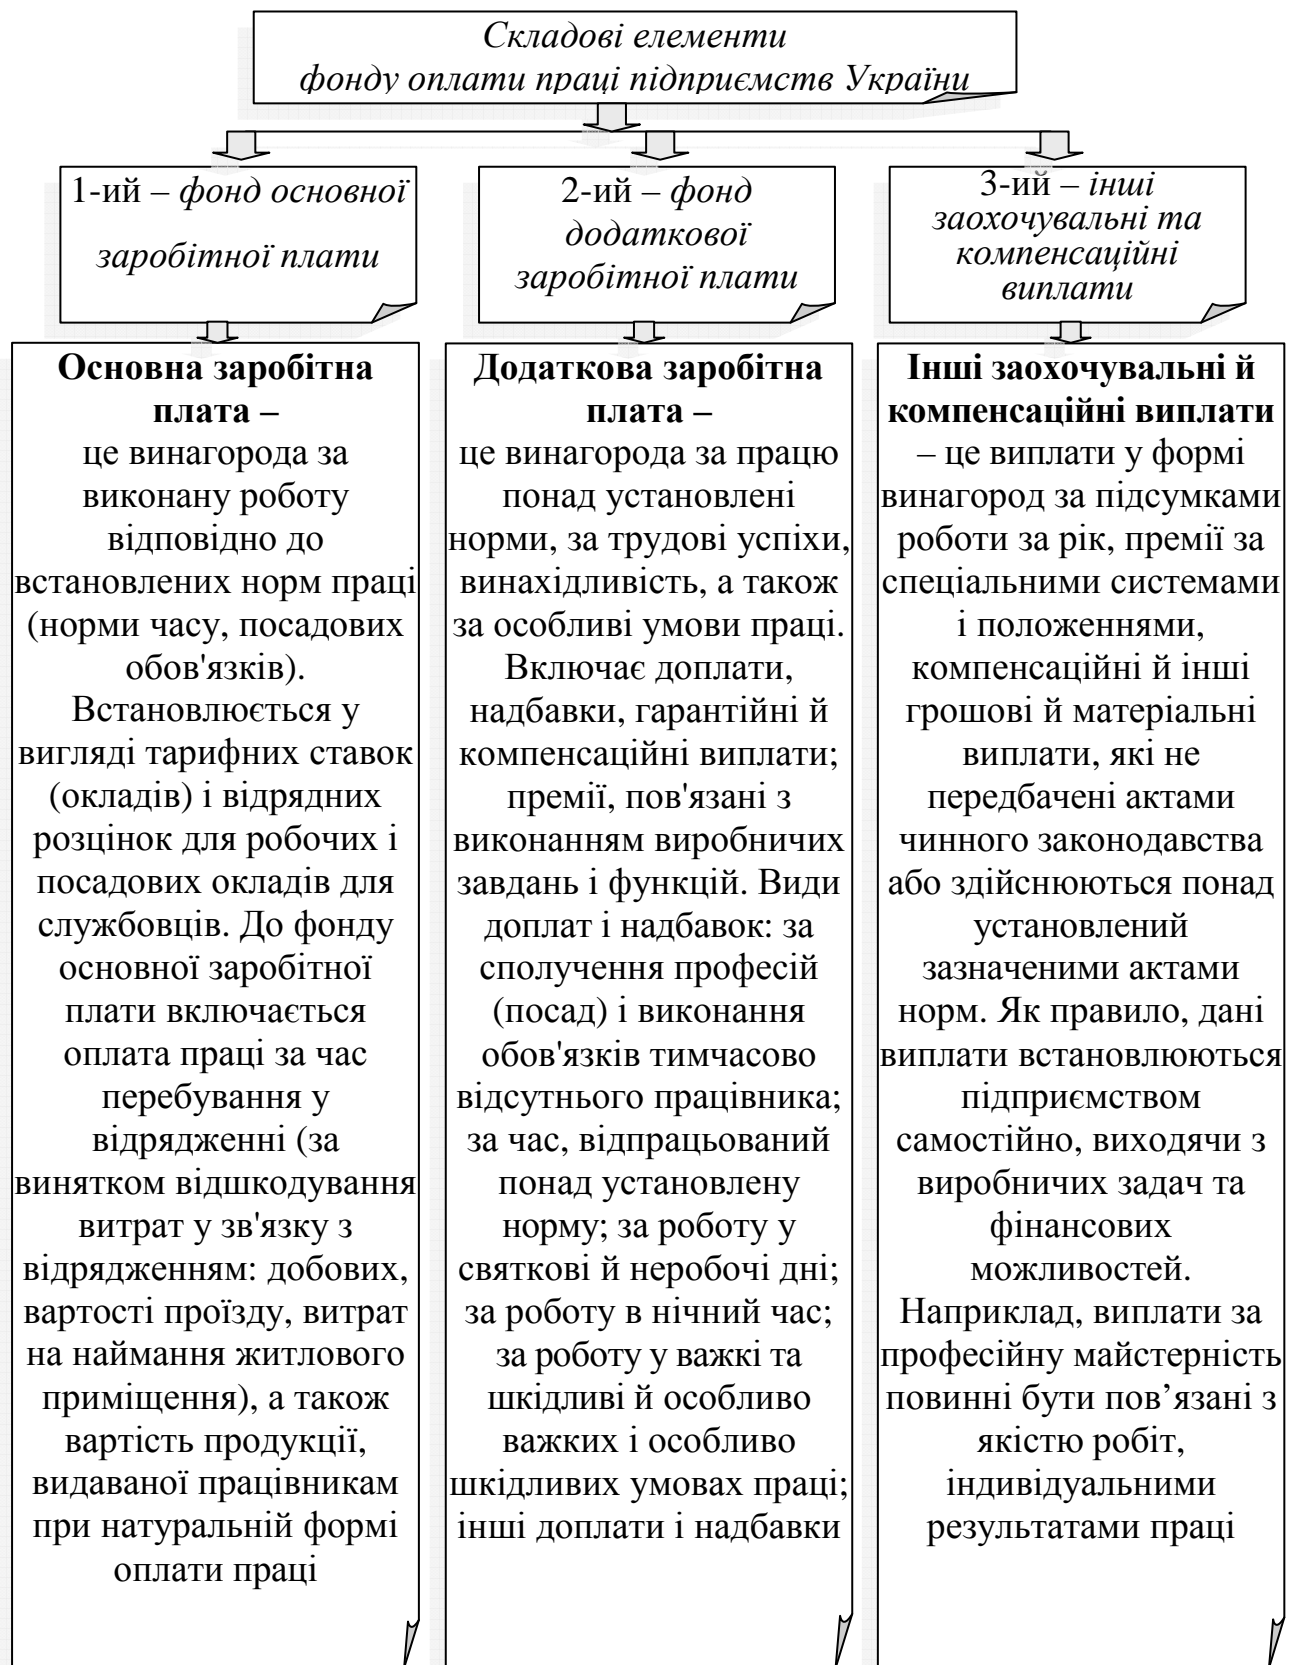 Складові елементи
фонду оплати праці підприємств України
1-ий – фонд основної
заробітної плати
2-ий – фонд
додаткової
заробітної плати
3-ий – інші
заохочувальні та
компенсаційні
виплати
Основна заробітна
плата –
це винагорода за
виконану роботу
відповідно до
встановлених норм праці
(норми часу, посадових
обов'язків).
Встановлюється у
вигляді тарифних ставок
(окладів) і відрядних
розцінок для робочих і
посадових окладів для
службовців. До фонду
основної заробітної
плати включається
оплата праці за час
перебування у
відрядженні (за
винятком відшкодування
витрат у зв'язку з
відрядженням: добових,
вартості проїзду, витрат
на наймання житлового
приміщення), а також
вартість продукції,
видаваної працівникам
при натуральній формі
оплати праці
Додаткова заробітна
плата –
це винагорода за працю
понад установлені
норми, за трудові успіхи,
винахідливість, а також
за особливі умови праці.
Включає доплати,
надбавки, гарантійні й
компенсаційні виплати;
премії, пов'язані з
виконанням виробничих
завдань і функцій. Види
доплат і надбавок: за
сполучення професій
(посад) і виконання
обов'язків тимчасово
відсутнього працівника;
за час, відпрацьований
понад установлену
норму; за роботу у
святкові й неробочі дні;
за роботу в нічний час;
за роботу у важкі та
шкідливі й особливо
важких і особливо
шкідливих умовах праці;
інші доплати і надбавки
Інші заохочувальні й
компенсаційні виплати
– це виплати у формі
винагород за підсумками
роботи за рік, премії за
спеціальними системами
і положеннями,
компенсаційні й інші
грошові й матеріальні
виплати, які не
передбачені актами
чинного законодавства
або здійснюються понад
установлений
зазначеними актами
норм. Як правило, дані
виплати встановлюються
підприємством
самостійно, виходячи з
виробничих задач та
фінансових
можливостей.
Наприклад, виплати за
професійну майстерність
повинні бути пов’язані з
якістю робіт,
індивідуальними
результатами праці